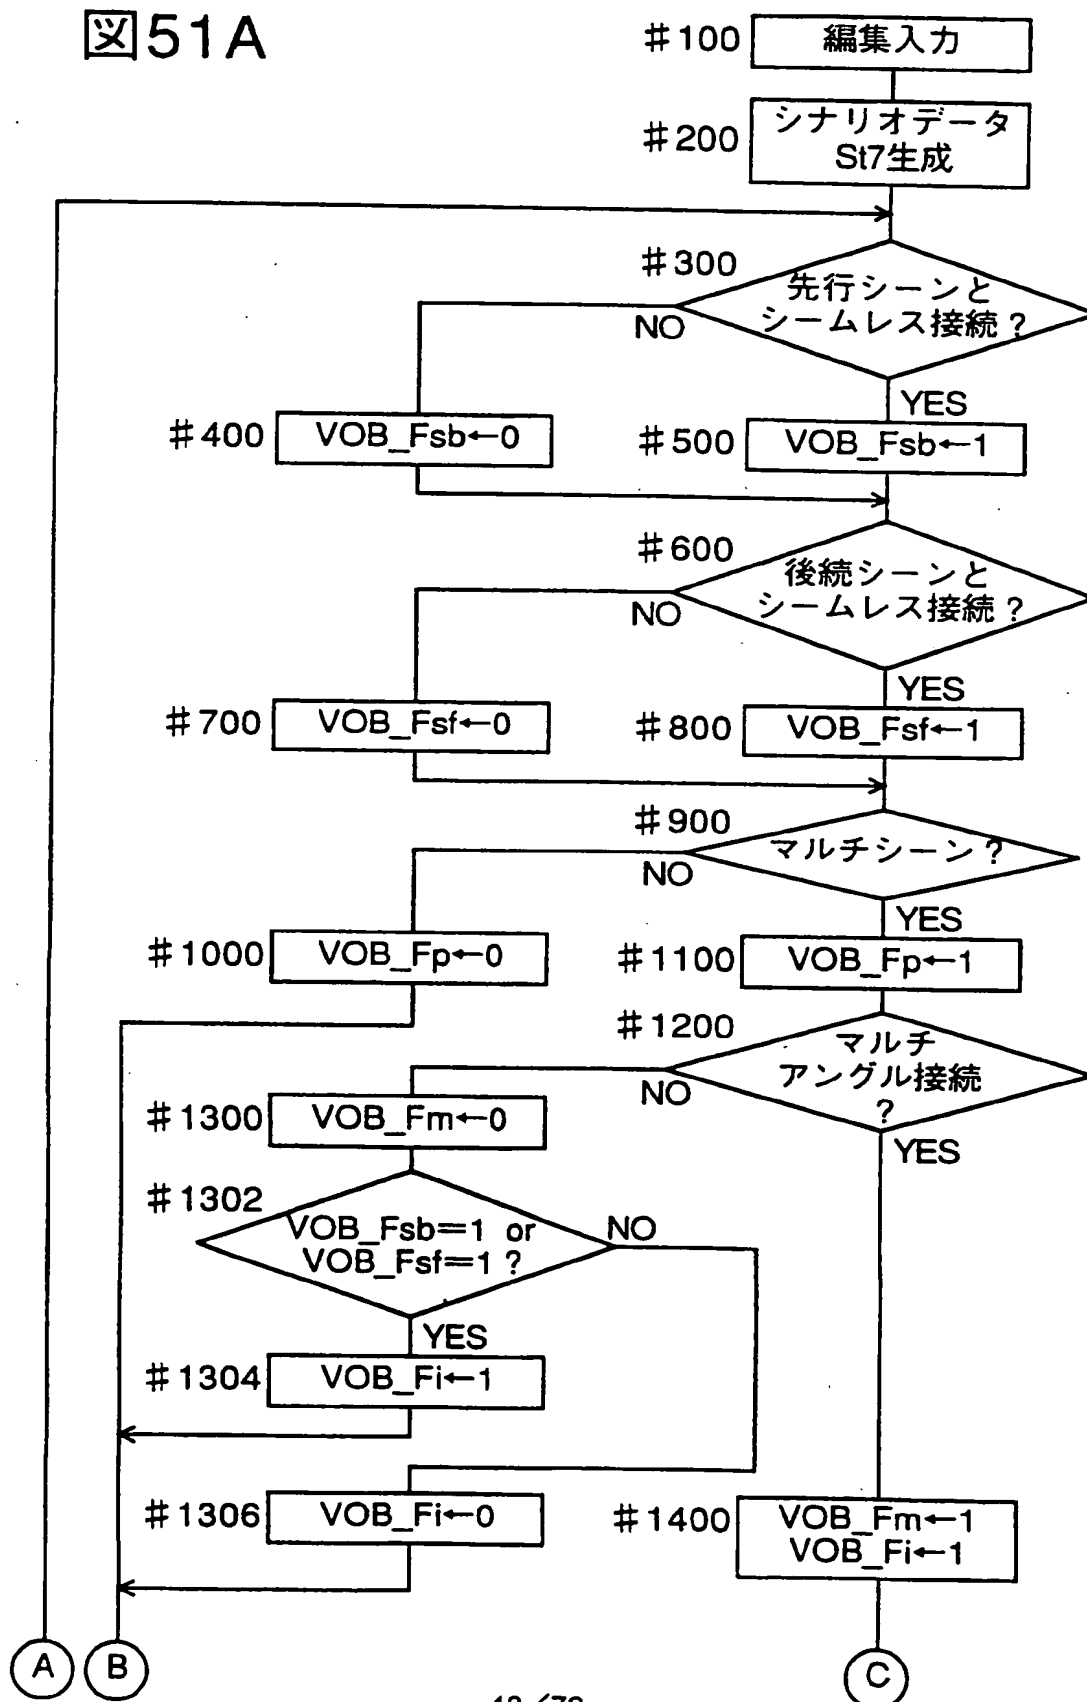 図51A
#100 編集入力
#200 シナリオデータ
St7生成
#300 先行シーンと
シームレス接続?
NO
YES
#400 VOB_Fsb←0
#500 VOB_Fsb←1
#600 後続シーンと
シームレス接続?
NO
YES
#700 VOB_Fsf←0
#800 VOB_Fsf←1
#900 マルチシーン?
NO
YES
#1000 VOB_Fp←0
#1100 VOB_Fp←1
#1200 マルチ
アングル接続
?
NO
YES
#1300 VOB_Fm←0
#1302 VOB_Fsb=1 or
VOB_Fsf=1?
NO
YES
#1304 VOB_Fi←1
#1306 VOB_Fi←0
#1400 VOB_Fm←1
VOB_Fi←1
A B C